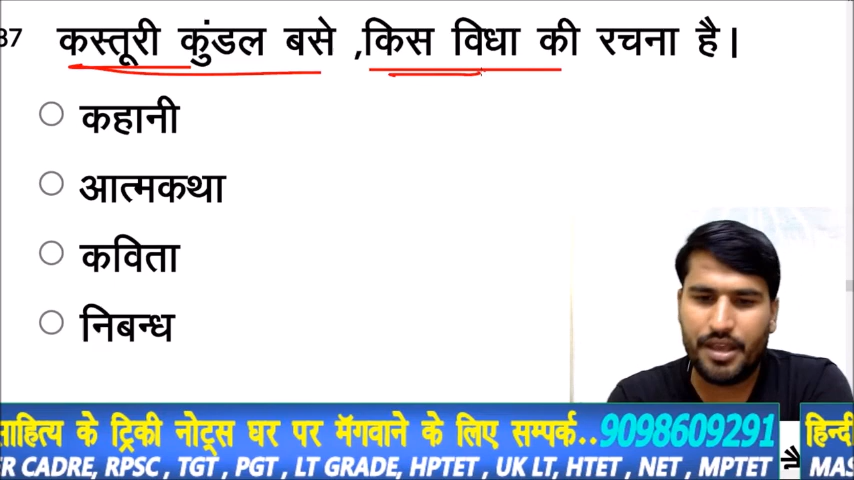 37 कस्तूरी कुंडल बसे ,किस विधा की रचना है|
कहानी
आत्मकथा
कविता
निबन्ध
साहित्य के ट्रिकी नोट्स घर पर मॅगवाने के लिए सम्पर्क..9098609291 हिन्दी
CADRE, RPSC , TGT , PGT , LT GRADE, HPTET , UK LT, HTET , NET , MPTET